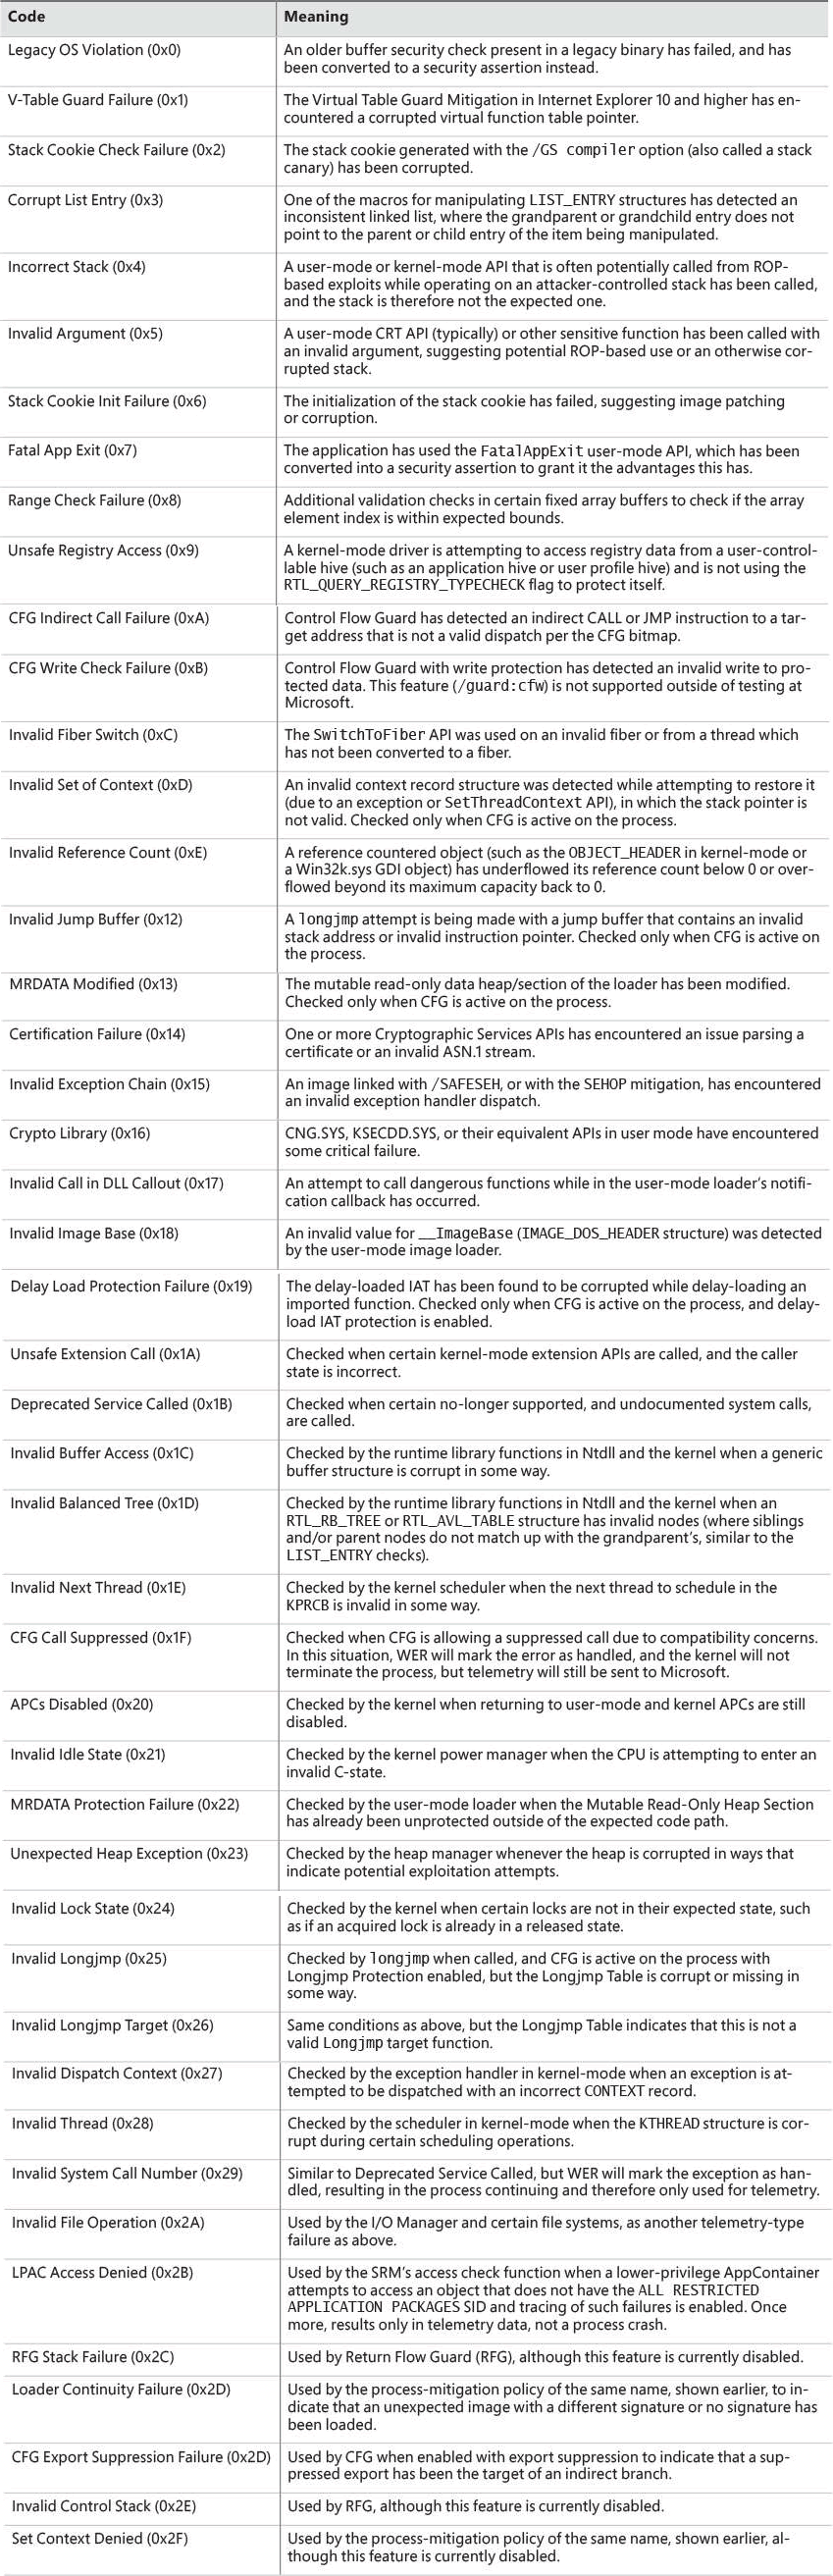 Code Meaning
Legacy OS Violation (0x0) An older buffer security check present in a legacy binary has failed, and has
been converted to a security assertion instead.
V-Table Guard Failure (0x1) The Virtual Table Guard Mitigation in Internet Explorer 10 and higher has en-
countered a corrupted virtual function table pointer.
Stack Cookie Check Failure (0x2) The stack cookie generated with the /GS compiler option (also called a stack
canary) has been corrupted.
Corrupt List Entry (0x3) One of the macros for manipulating LIST_ENTRY structures has detected an
inconsistent linked list, where the grandparent or grandchild entry does not
point to the parent or child entry of the item being manipulated.
Incorrect Stack (0x4) A user-mode or kernel-mode API that is often potentially called from ROP-
based exploits while operating on an attacker-controlled stack has been called,
and the stack is therefore not the expected one.
Invalid Argument (0x5) A user-mode CRT API (typically) or other sensitive function has been called with
an invalid argument, suggesting potential ROP-based use or an otherwise cor-
rupted stack.
Stack Cookie Init Failure (0x6) The initialization of the stack cookie has failed, suggesting image patching
or corruption.
Fatal App Exit (0x7) The application has used the FatalAppExit user-mode API, which has been
converted into a security assertion to grant it the advantages this has.
Range Check Failure (0x8) Additional validation checks in certain fixed array buffers to check if the array
element index is within expected bounds.
Unsafe Registry Access (0x9) A kernel-mode driver is attempting to access registry data from a user-control-
lable hive (such as an application hive or user profile hive) and is not using the
RTL_QUERY_REGISTRY_TYPECHECK flag to protect itself.
CFG Indirect Call Failure (0xA) Control Flow Guard has detected an indirect CALL or JMP instruction to a tar-
get address that is not a valid dispatch per the CFG bitmap.
CFG Write Check Failure (0xB) Control Flow Guard with write protection has detected an invalid write to pro-
tected data. This feature (/guard:cfw) is not supported outside of testing at
Microsoft.
Invalid Fiber Switch (0xC) The SwitchToFiber API was used on an invalid fiber or from a thread which
has not been converted to a fiber.
Invalid Set of Context (0xD) An invalid context record structure was detected while attempting to restore it
(due to an exception or SetThreadContext API), in which the stack pointer is
not valid. Checked only when CFG is active on the process.
Invalid Reference Count (0xE) A reference countered object (such as the OBJECT_HEADER in kernel-mode or
a Win32k.sys GDI object) has underflowed its reference count below 0 or over-
flowed beyond its maximum capacity back to 0.
Invalid Jump Buffer (0x12) A longjmp attempt is being made with a jump buffer that contains an invalid
stack address or invalid instruction pointer. Checked only when CFG is active on
the process.
MRDATA Modified (0x13) The mutable read-only data heap/section of the loader has been modified.
Checked only when CFG is active on the process.
Certification Failure (0x14) One or more Cryptographic Services APIs has encountered an issue parsing a
certificate or an invalid ASN.1 stream.
Invalid Exception Chain (0x15) An image linked with /SAFESEH, or with the SEHOP mitigation, has encountered
an invalid exception handler dispatch.
Crypto Library (0x16) CNG.SYS, KSECDD.SYS, or their equivalent APIs in user mode have encountered
some critical failure.
Invalid Call in DLL Callout (0x17) An attempt to call dangerous functions while in the user-mode loader's notifi-
cation callback has occurred.
Invalid Image Base (0x18) An invalid value for __ImageBase (IMAGE_DOS_HEADER structure) was detected
by the user-mode image loader.
Delay Load Protection Failure (0x19) The delay-loaded IAT has been found to be corrupted while delay-loading an
imported function. Checked only when CFG is active on the process, and delay-
load IAT protection is enabled.
Unsafe Extension Call (0x1A) Checked when certain kernel-mode extension APIs are called, and the caller
state is incorrect.
Deprecated Service Called (0x1B) Checked when certain no-longer supported, and undocumented system calls,
are called.
Invalid Buffer Access (0x1C) Checked by the runtime library functions in Ntdll and the kernel when a generic
buffer structure is corrupt in some way.
Invalid Balanced Tree (0x1D) Checked by the runtime library functions in Ntdll and the kernel when an
RTL_RB_TREE or RTL_AVL_TABLE structure has invalid nodes (where siblings
and/or parent nodes do not match up with the grandparent's, similar to the
LIST_ENTRY checks).
Invalid Next Thread (0x1E) Checked by the kernel scheduler when the next thread to schedule in the
KPRCB is invalid in some way.
CFG Call Suppressed (0x1F) Checked when CFG is allowing a suppressed call due to compatibility concerns.
In this situation, WER will mark the error as handled, and the kernel will not
terminate the process, but telemetry will still be sent to Microsoft.
APCs Disabled (0x20) Checked by the kernel when returning to user-mode and kernel APCs are still
disabled.
Invalid Idle State (0x21) Checked by the kernel power manager when the CPU is attempting to enter an
invalid C-state.
MRDATA Protection Failure (0x22) Checked by the user-mode loader when the Mutable Read-Only Heap Section
has already been unprotected outside of the expected code path.
Unexpected Heap Exception (0x23) Checked by the heap manager whenever the heap is corrupted in ways that
indicate potential exploitation attempts.
Invalid Lock State (0x24) Checked by the kernel when certain locks are not in their expected state, such
as if an acquired lock is already in a released state.
Invalid Longjmp (0x25) Checked by longjmp when called, and CFG is active on the process with
Longjmp Protection enabled, but the Longjmp Table is corrupt or missing in
some way.
Invalid Longjmp Target (0x26) Same conditions as above, but the Longjmp Table indicates that this is not a
valid Longjmp target function.
Invalid Dispatch Context (0x27) Checked by the exception handler in kernel-mode when an exception is at-
tempted to be dispatched with an incorrect CONTEXT record.
Invalid Thread (0x28) Checked by the scheduler in kernel-mode when the KTHREAD structure is cor-
rupt during certain scheduling operations.
Invalid System Call Number (0x29) Similar to Deprecated Service Called, but WER will mark the exception as han-
dled, resulting in the process continuing and therefore only used for telemetry.
Invalid File Operation (0x2A) Used by the I/O Manager and certain file systems, as another telemetry-type
failure as above.
LPAC Access Denied (0x2B) Used by the SRM's access check function when a lower-privilege AppContainer
attempts to access an object that does not have the ALL RESTRICTED
APPLICATION PACKAGES SID and tracing of such failures is enabled. Once
more, results only in telemetry data, not a process crash.
RFG Stack Failure (0x2C) Used by Return Flow Guard (RFG), although this feature is currently disabled.
Loader Continuity Failure (0x2D) Used by the process-mitigation policy of the same name, shown earlier, to in-
dicate that an unexpected image with a different signature or no signature has
been loaded.
CFG Export Suppression Failure (0x2D) Used by CFG when enabled with export suppression to indicate that a sup-
pressed export has been the target of an indirect branch.
Invalid Control Stack (0x2E) Used by RFG, although this feature is currently disabled.
Set Context Denied (0x2F) Used by the process-mitigation policy of the same name, shown earlier, al-
though this feature is currently disabled.